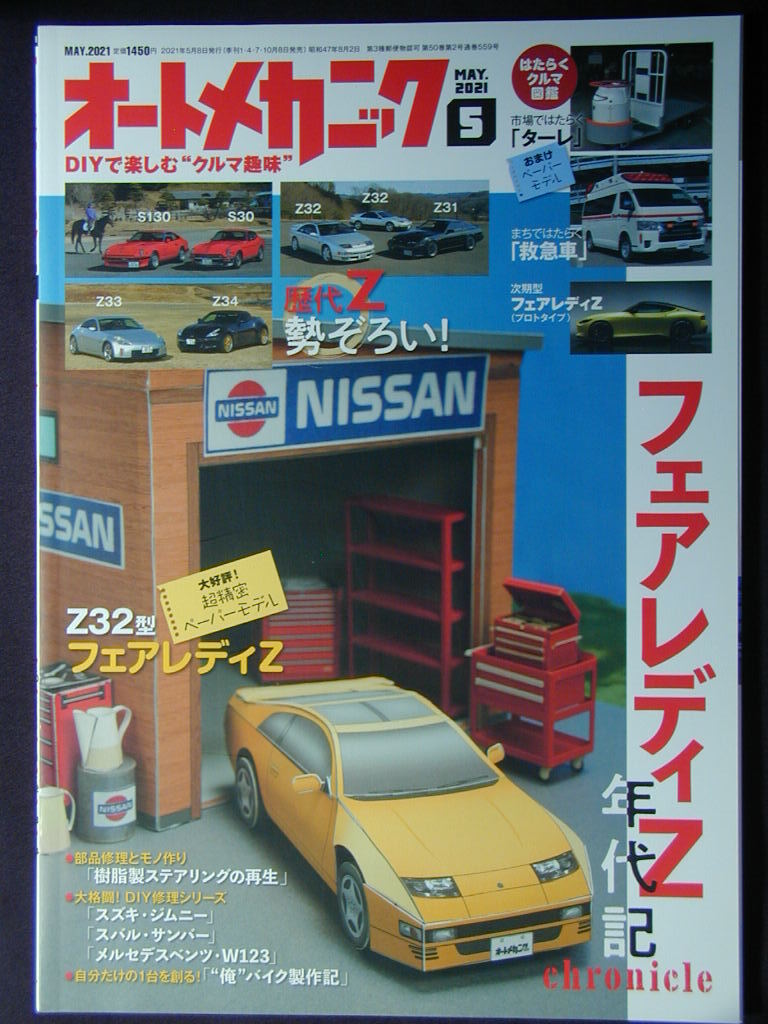 MAY.2021 定価1450円 2021年5月8日発行(季刊1・4・7・10月8日発売) 昭和47年8月2日 第3種郵便物認可 第50巻第2号通巻559号
オートメカニック
MAY.
2021
5
DIYで楽しむ“クルマ趣味”
はたらく
クルマ
図鑑
市場ではたらく
「ターレ」
おまけ
ペーパー
モデル
まちではたらく
「救急車」
次期型
フェアレディZ
(プロトタイプ)
S130
S30
Z32
Z32
Z31
Z33
Z34
歴代Z
勢ぞろい!
NISSAN
NISSAN
SSAN
フェアレディZ
年代記
chronicle
大好評!
超精密
ペーパーモデル
Z32型
フェアレディZ
NISSAN
●部品修理とモノ作り
「樹脂製ステアリングの再生」
●大格闘! DIY修理シリーズ
「スズキ・ジムニー」
「スバル・サンバー」
「メルセデスベンツ・W123」
●自分だけの1台を創る!「“俺”バイク製作記」
オートメカニック